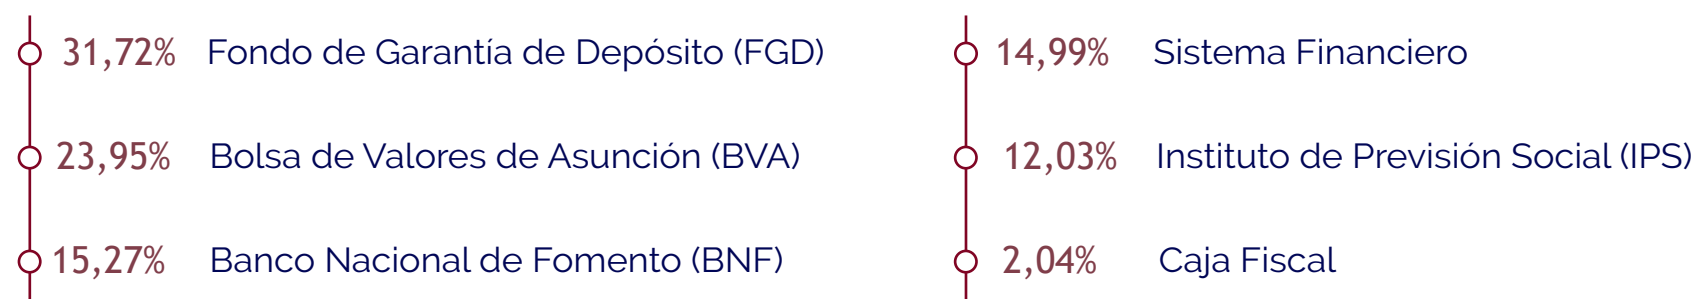 31,72% Fondo de Garantía de Depósito (FGD)
23,95% Bolsa de Valores de Asunción (BVA)
15,27% Banco Nacional de Fomento (BNF)
14,99% Sistema Financiero
12,03% Instituto de Previsión Social (IPS)
2,04% Caja Fiscal